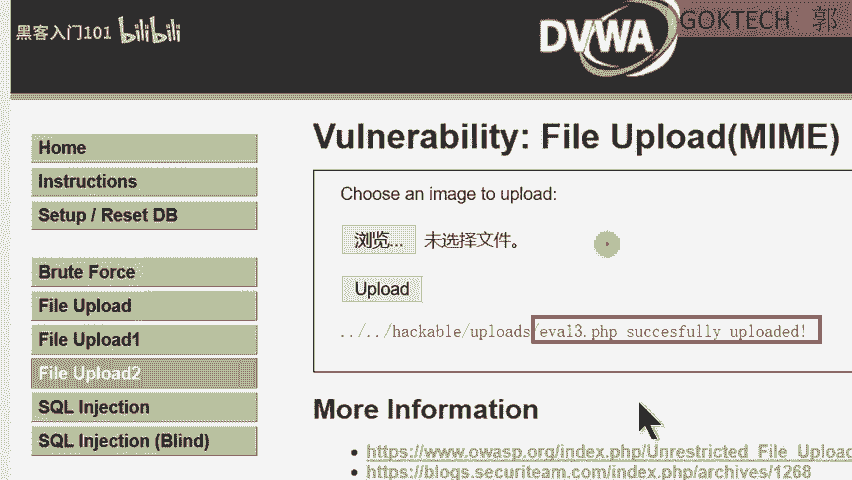 黑客入门101 bilibili
DVWA
GOKTECH 郭
Vulnerability: File Upload(MIME)
Home
Instructions
Setup / Reset DB
Brute Force
File Upload
File Upload1
File Upload2
SQL Injection
SQL Injection (Blind)
Choose an image to upload:
浏览... 未选择文件。
Upload
../../hackable/uploads/eval3.php succesfully uploaded!
More Information
https://www.owasp.org/index.php/Unrestricted_File_Upload
https://blogs.securiteam.com/index.php/archives/1268